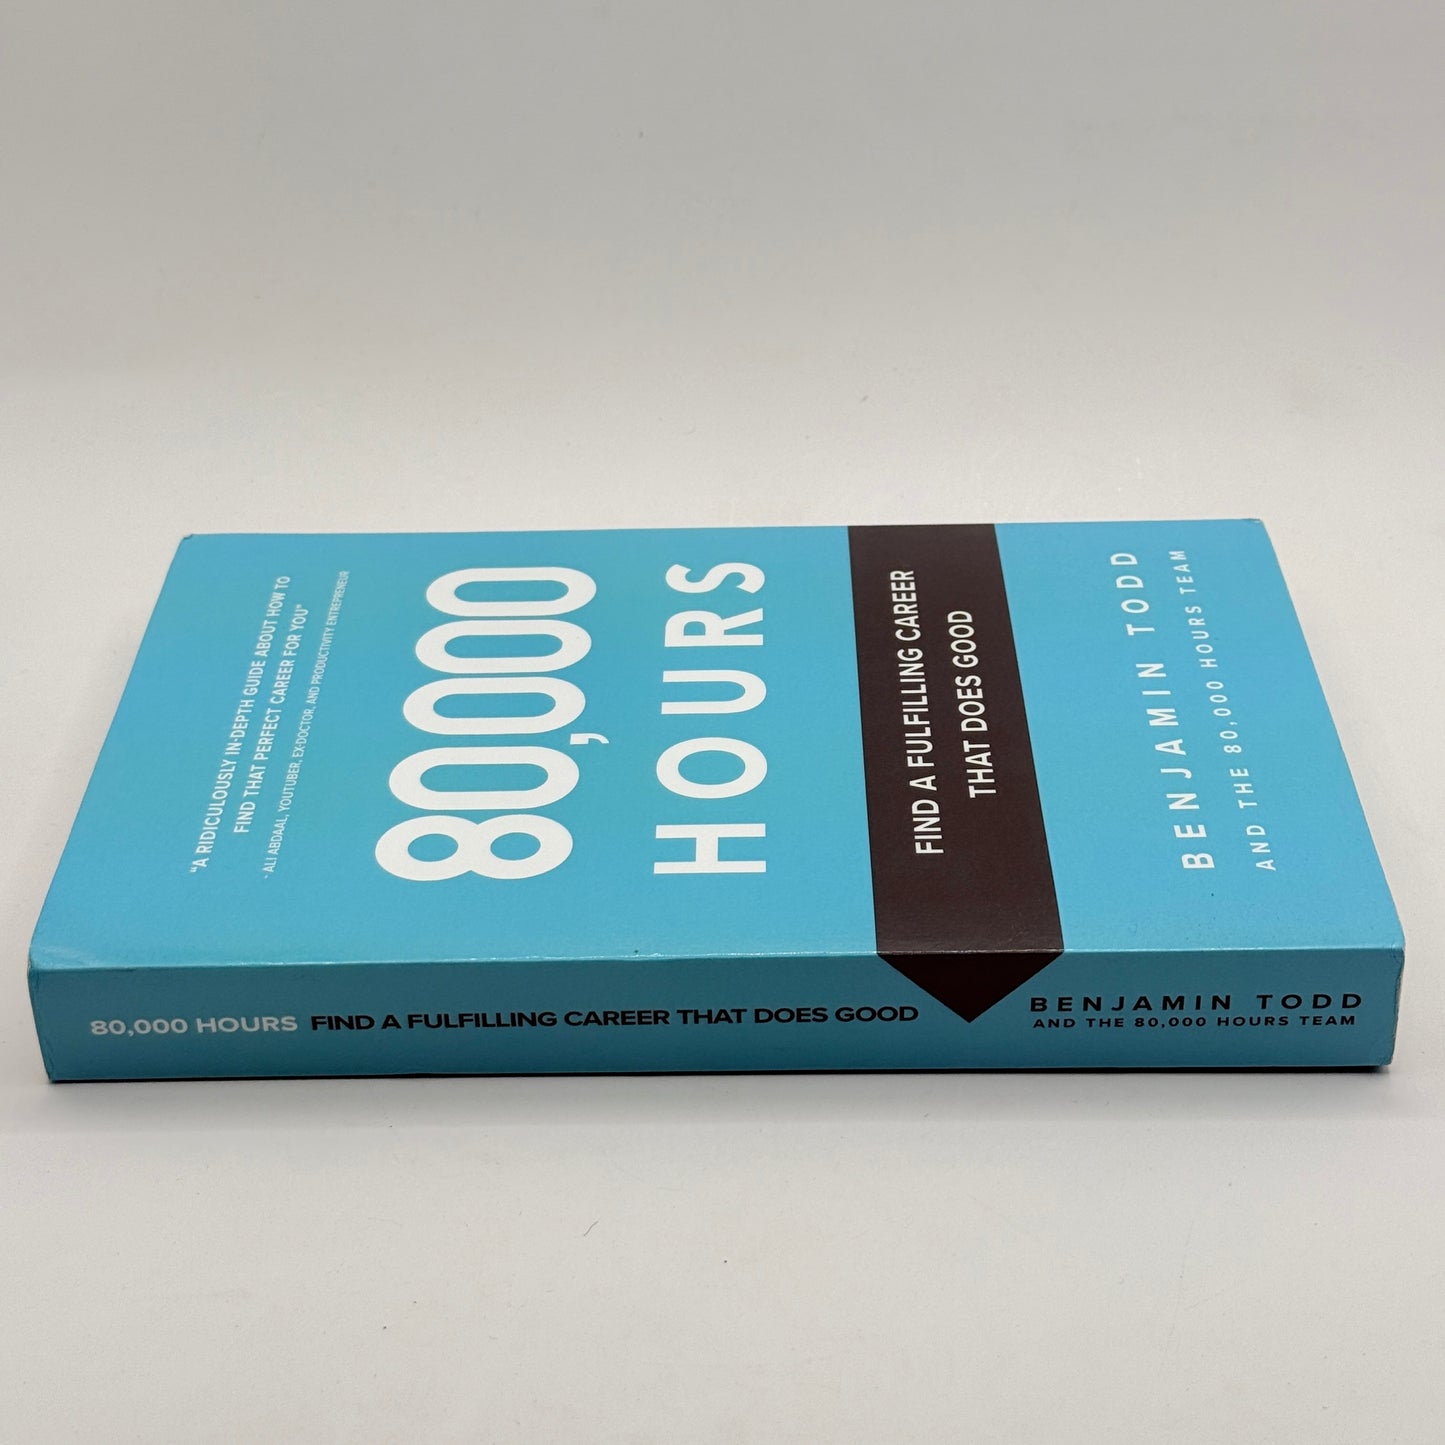 "A RIDICULOUSLY IN-DEPTH GUIDE ABOUT HOW TO
FIND THAT PERFECT CAREER FOR YOU"
- ALI ABDAAL, YOUTUBER, EX-DOCTOR, AND PRODUCTIVITY ENTREPRENEUR
80,000
HOURS
FIND A FULFILLING CAREER
THAT DOES GOOD
BENJAMIN TODD
AND THE 80,000 HOURS TEAM
80,000 HOURS FIND A FULFILLING CAREER THAT DOES GOOD
BENJAMIN TODD
AND THE 80,000 HOURS TEAM